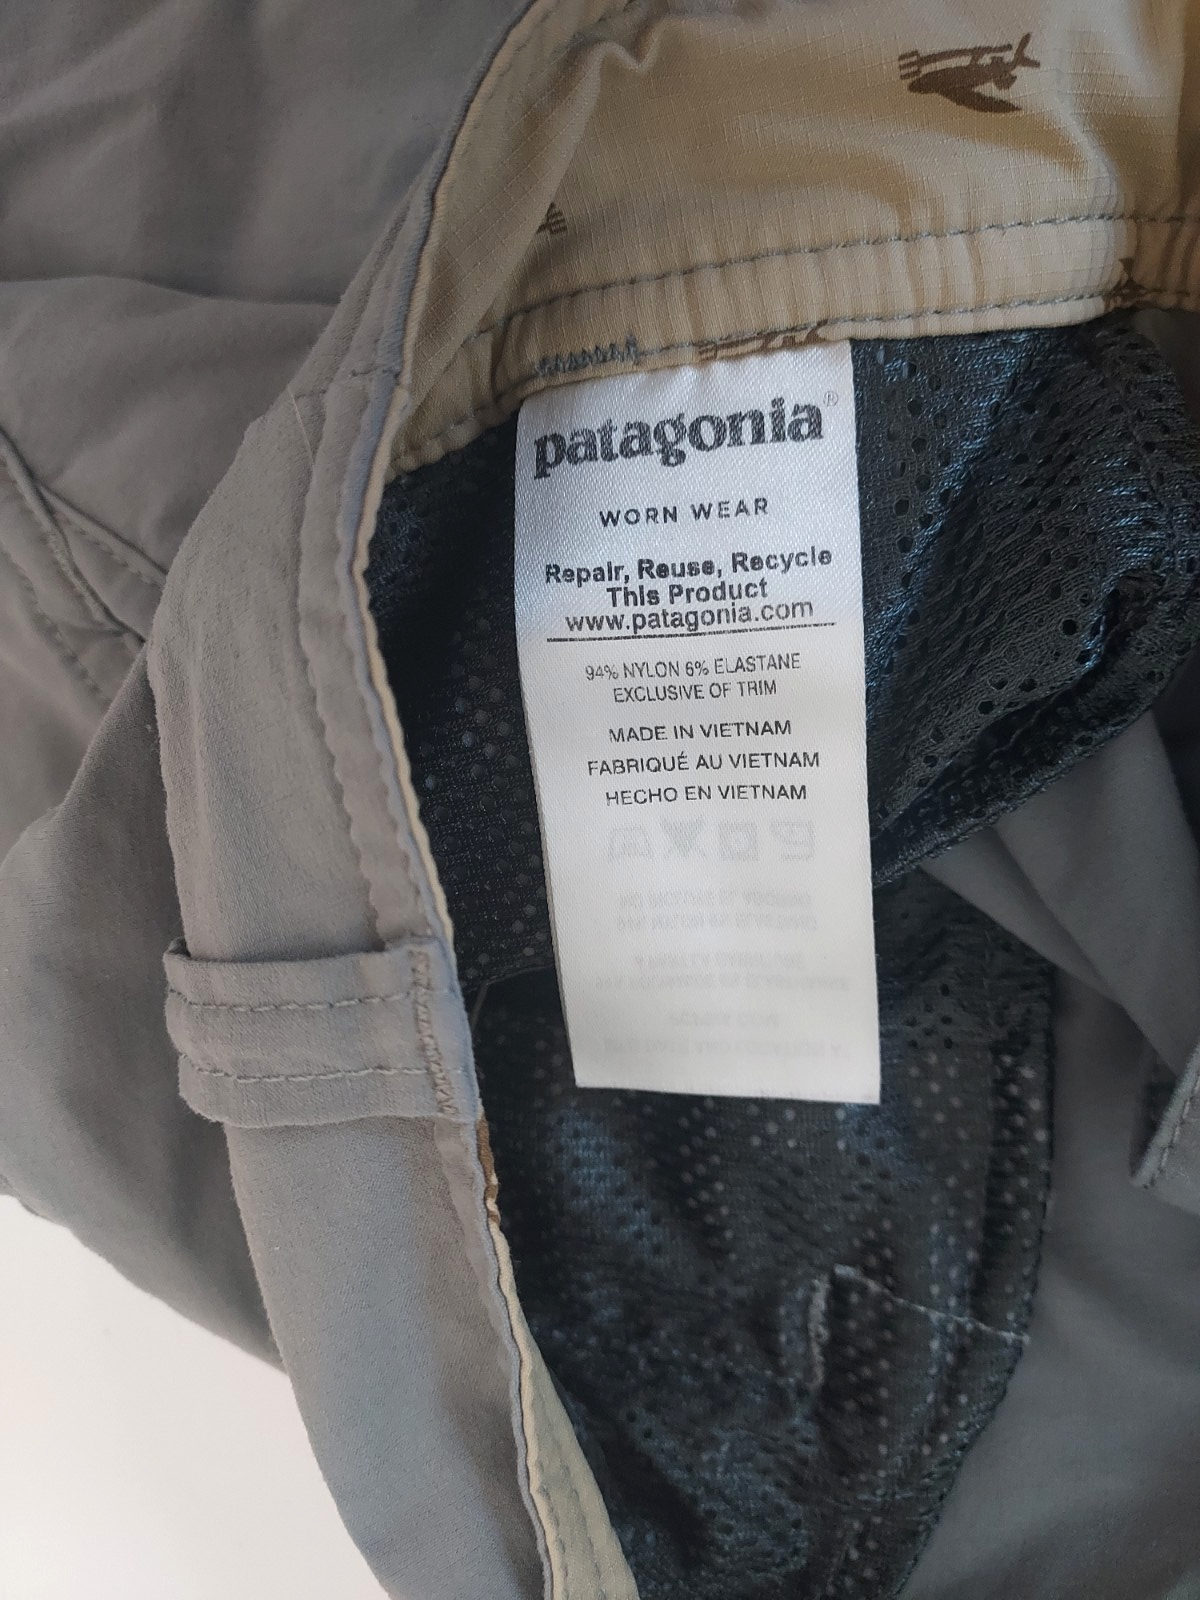 patagonia®
WORN WEAR
Repair, Reuse, Recycle
This Product
www.patagonia.com
94% NYLON 6% ELASTANE
EXCLUSIVE OF TRIM
MADE IN VIETNAM
FABRIQUÉ AU VIETNAM
HECHO EN VIETNAM